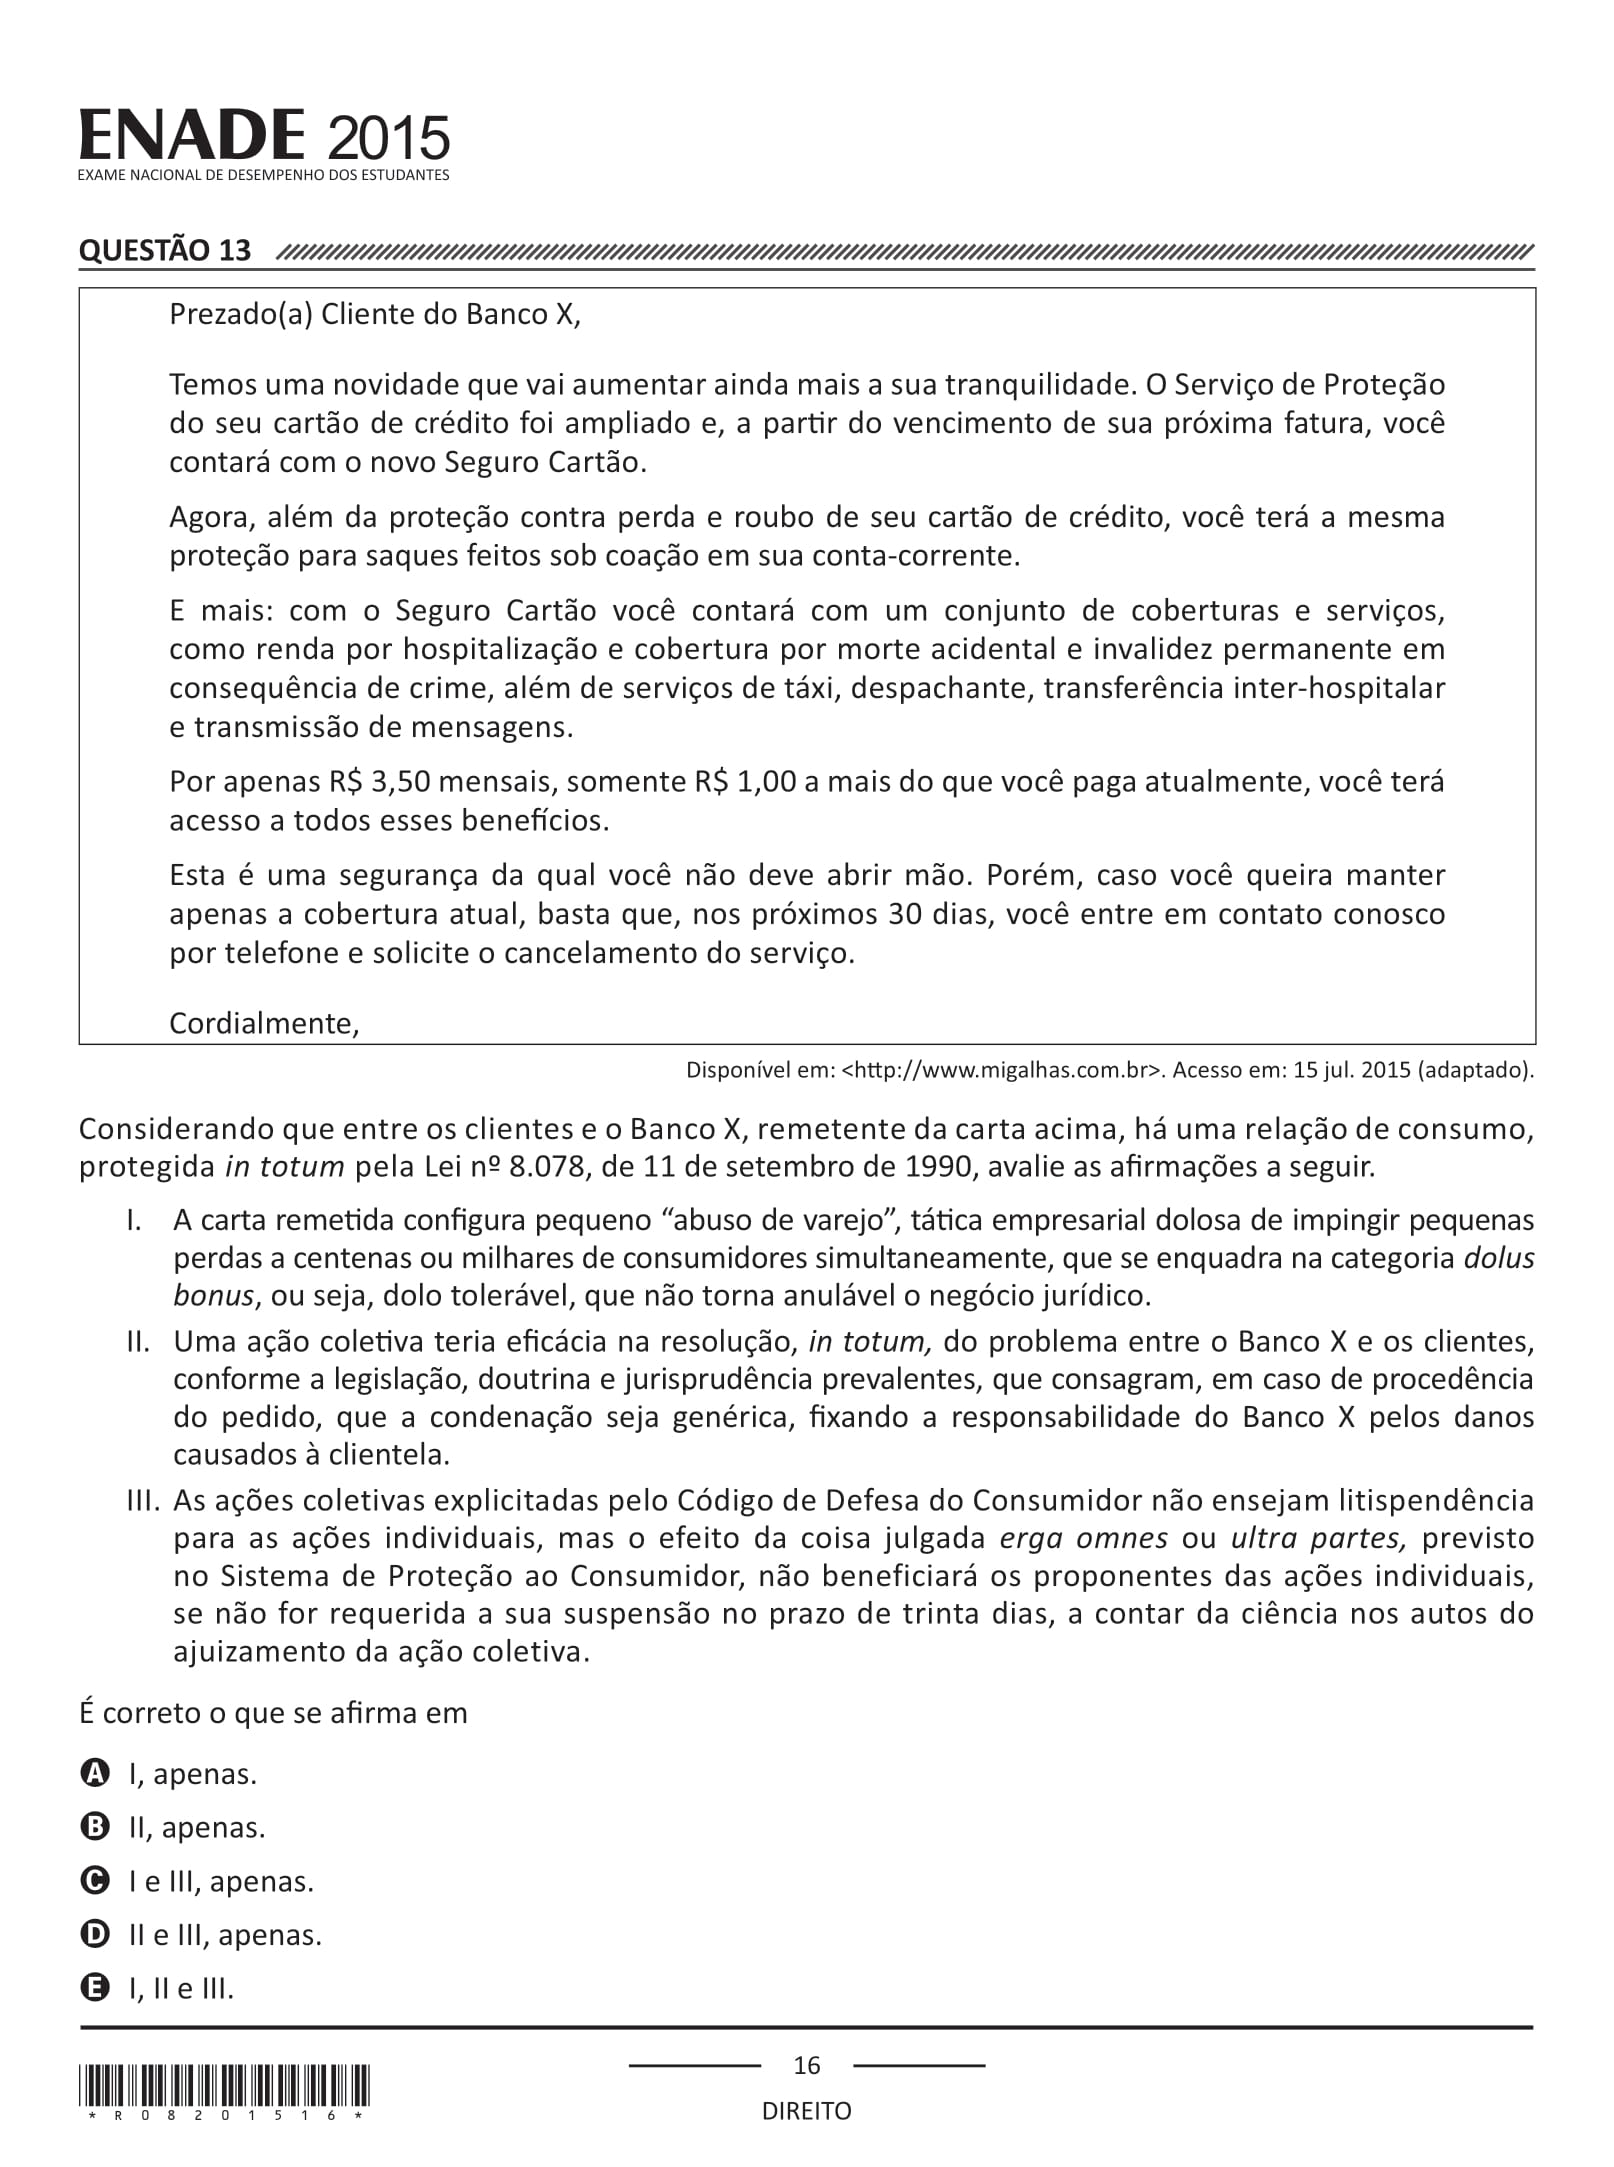 ENADE 2015
EXAME NACIONAL DE DESEMPENHO DOS ESTUDANTES
QUESTÃO 13
Prezado(a) Cliente do Banco X,
Temos uma novidade que vai aumentar ainda mais a sua tranquilidade. O Serviço de Proteção
do seu cartão de crédito foi ampliado e, a partir do vencimento de sua próxima fatura, você
contará com o novo Seguro Cartão.
Agora, além da proteção contra perda e roubo de seu cartão de crédito, você terá a mesma
proteção para saques feitos sob coação em sua conta-corrente.
E mais: com o Seguro Cartão você contará com um conjunto de coberturas e serviços,
como renda por hospitalização e cobertura por morte acidental e invalidez permanente em
consequência de crime, além de serviços de táxi, despachante, transferência inter-hospitalar
e transmissão de mensagens.
Por apenas R$ 3,50 mensais, somente R$ 1,00 a mais do que você paga atualmente, você terá
acesso a todos esses benefícios.
Esta é uma segurança da qual você não deve abrir mão. Porém, caso você queira manter
apenas a cobertura atual, basta que, nos próximos 30 dias, você entre em contato conosco
por telefone e solicite o cancelamento do serviço.
Cordialmente,
Disponível em: <http://www.migalhas.com.br>. Acesso em: 15 jul. 2015 (adaptado).
Considerando que entre os clientes e o Banco X, remetente da carta acima, há uma relação de consumo,
protegida in totum pela Lei nº 8.078, de 11 de setembro de 1990, avalie as afirmações a seguir.
I. A carta remetida configura pequeno “abuso de varejo”, tática empresarial dolosa de impingir pequenas
perdas a centenas ou milhares de consumidores simultaneamente, que se enquadra na categoria dolus
bonus, ou seja, dolo tolerável, que não torna anulável o negócio jurídico.
II. Uma ação coletiva teria eficácia na resolução, in totum, do problema entre o Banco X e os clientes,
conforme a legislação, doutrina e jurisprudência prevalentes, que consagram, em caso de procedência
do pedido, que a condenação seja genérica, fixando a responsabilidade do Banco X pelos danos
causados à clientela.
III. As ações coletivas explicitadas pelo Código de Defesa do Consumidor não ensejam litispendência
para as ações individuais, mas o efeito da coisa julgada erga omnes ou ultra partes, previsto
no Sistema de Proteção ao Consumidor, não beneficiará os proponentes das ações individuais,
se não for requerida a sua suspensão no prazo de trinta dias, a contar da ciência nos autos do
ajuizamento da ação coletiva.
É correto o que se afirma em
A I, apenas.
B II, apenas.
C I e III, apenas.
D II e III, apenas.
E I, II e III.
16
*R08201516*
DIREITO